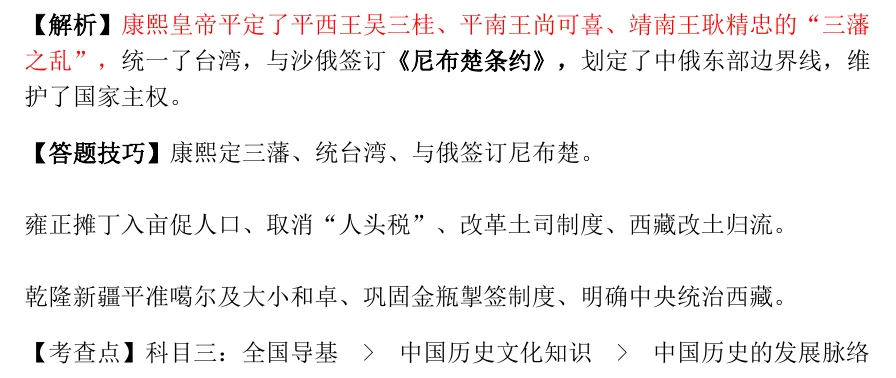 【解析】康熙皇帝平定了平西王吴三桂、平南王尚可喜、靖南王耿精忠的“三藩
之乱”，统一了台湾，与沙俄签订《尼布楚条约》，划定了中俄东部边界线，维
护了国家主权。
【答题技巧】康熙定三藩、统台湾、与俄签订尼布楚。
雍正摊丁入亩促人口、取消“人头税”、改革土司制度、西藏改土归流。
乾隆新疆平准噶尔及大小和卓、巩固金瓶掣签制度、明确中央统治西藏。
【考查点】科目三：全国导基 > 中国历史文化知识 > 中国历史的发展脉络